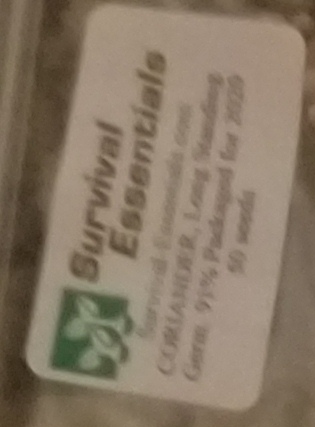 Survival
Essentials
Survival-Essentials.com
CORIANDER, Long Standing
Germ. 91% Packaged for 2020
50 seeds